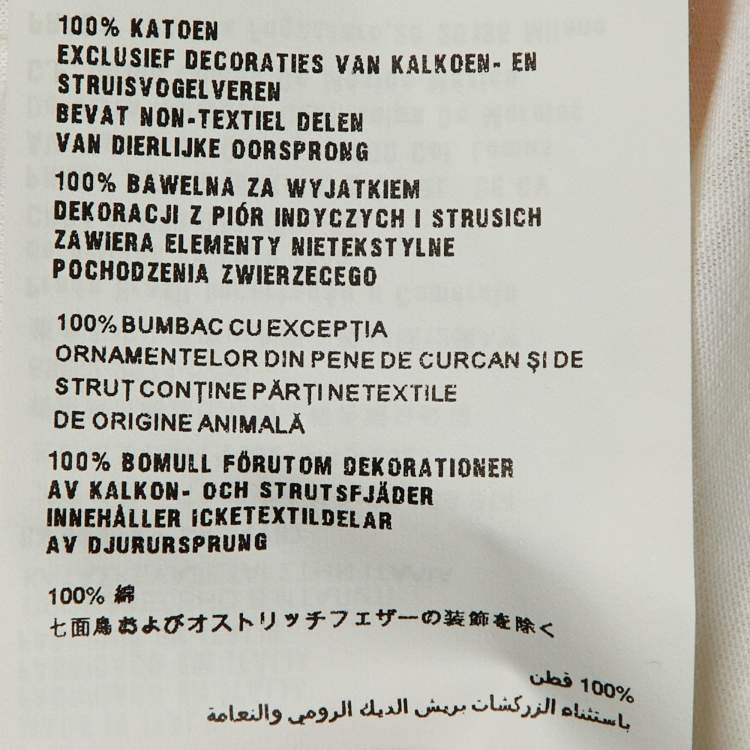 100% KATOEN
EXCLUSIEF DECORATIES VAN KALKOEN- EN
STRUISVOGELVEREN
BEVAT NON-TEXTIEL DELEN
VAN DIERLIJKE OORSPRONG
100% BAWELNA ZA WYJATKIEM
DEKORACJI Z PIÓR INDYCZYCH I STRUSICH
ZAWIERA ELEMENTY NIETEKSTYLNE
POCHODZENIA ZWIERZECEGO
100% BUMBAC CU EXCEPȚIA
ORNAMENTELOR DIN PENE DE CURCAN ȘI DE
STRUȚ CONȚINE PĂRȚI NETEXTILE
DE ORIGINE ANIMALĂ
100% BOMULL FÖRUTOM DEKORATIONER
AV KALKON- OCH STRUTSFJÄDER
INNEHÅLLER ICKETEXTILDELAR
AV DJURURSPRUNG
100% 綿
七面鳥およびオストリッチフェザーの装飾を除く
100% قطن
باستثناء الزركشات بريش الديك الرومي والنعامة